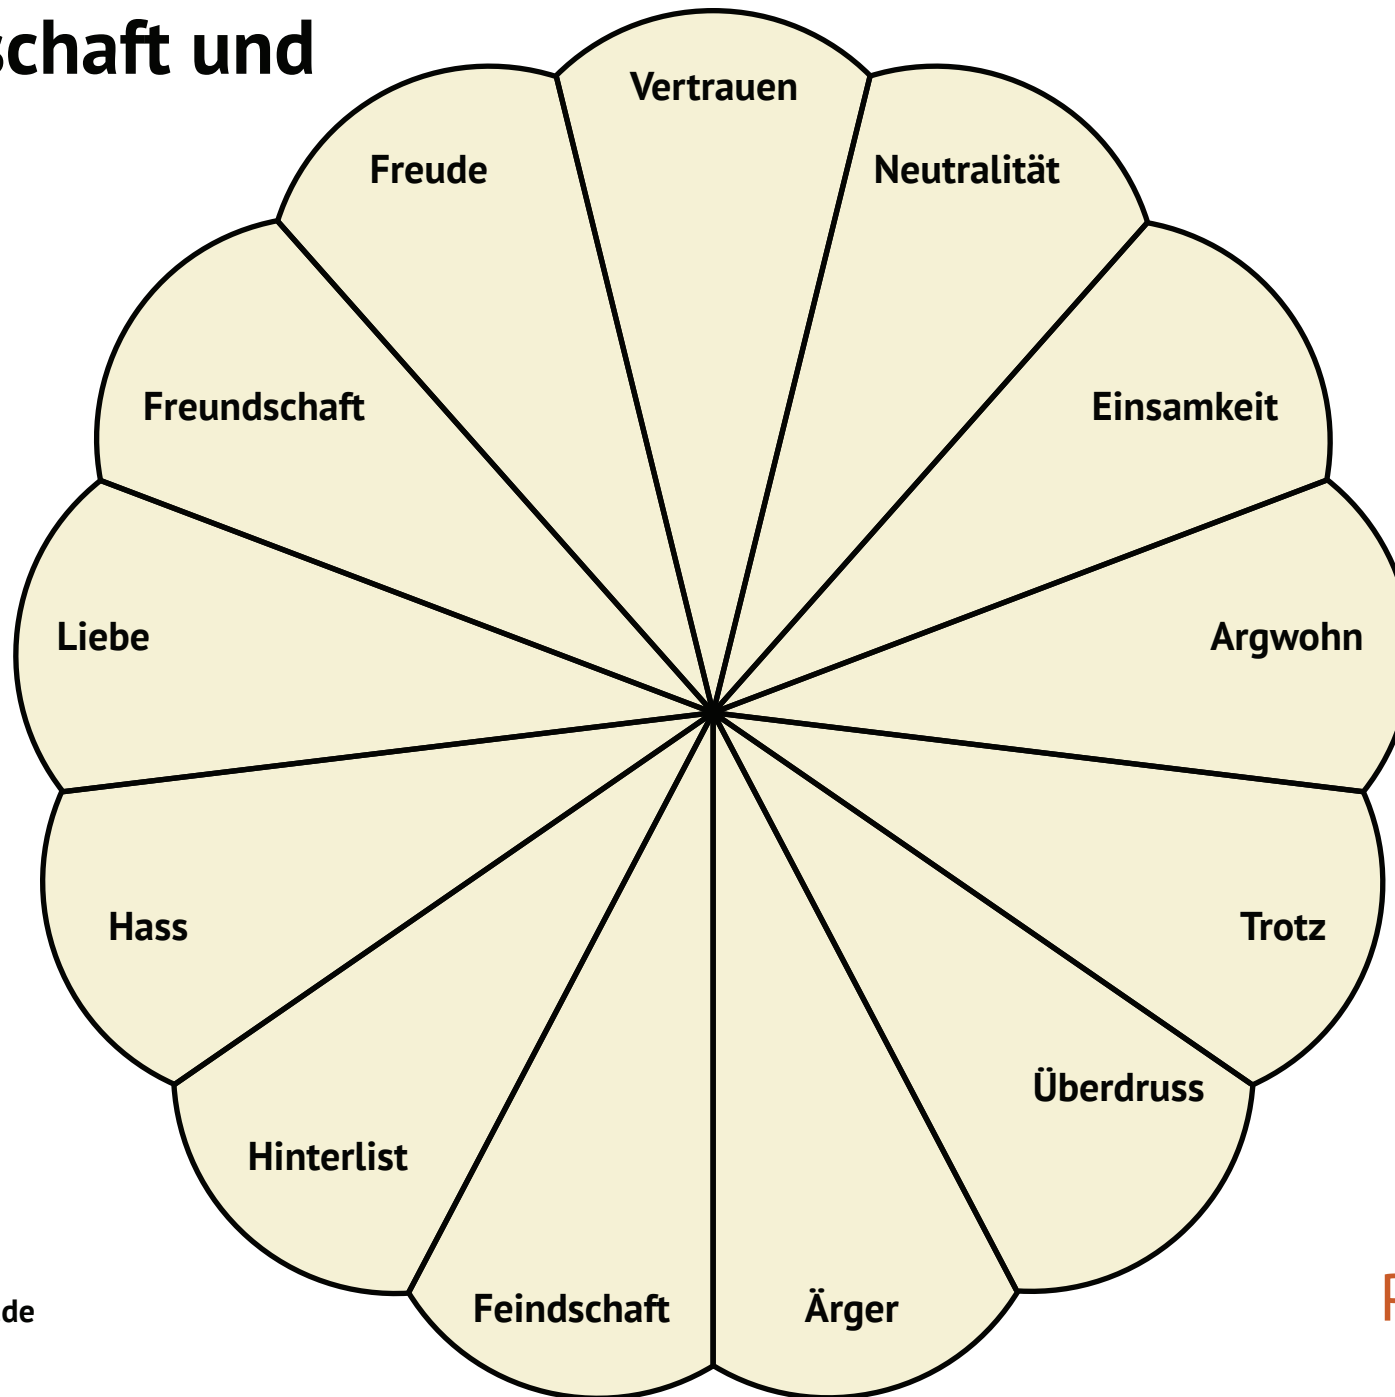 schaft und
Vertrauen
Freude
Neutralität
Freundschaft
Einsamkeit
Liebe
Argwohn
Hass
Trotz
Überdruss
Hinterlist
Feindschaft
Ärger
de